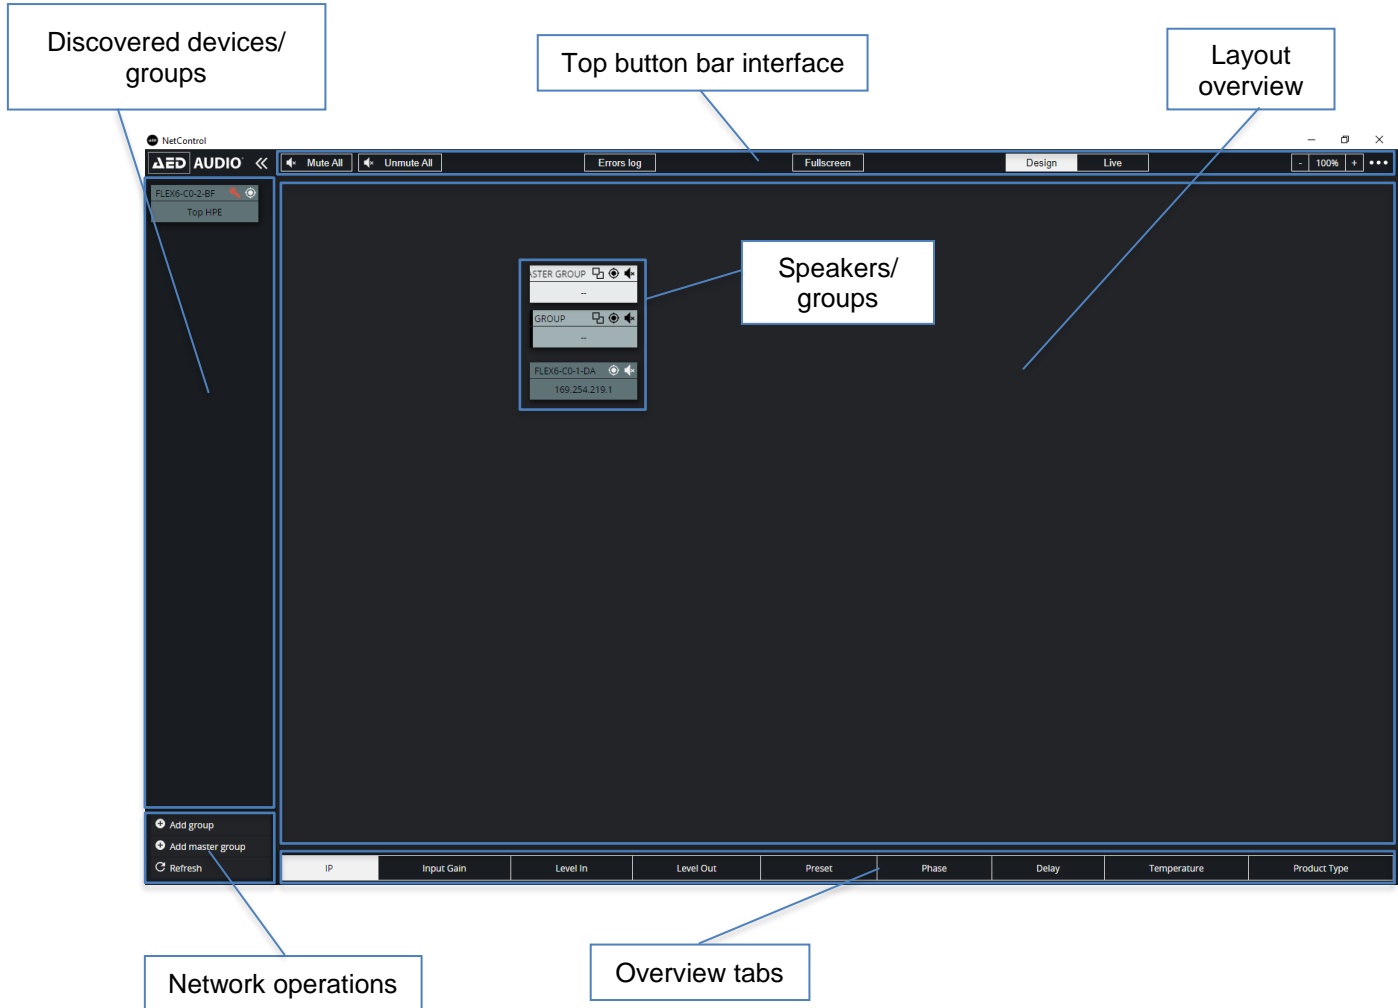 Discovered devices/
groups
Top button bar interface
Layout
overview
NetControl
AED AUDIO
Mute All
Unmute All
Errors log
Fullscreen
Design
Live
- 100% +
FLEX6-C0-2-BF
Top HPE
STER GROUP
--
GROUP
--
FLEX6-C0-1-DA
169.254.219.1
Speakers/
groups
Add group
Add master group
Refresh
IP
Input Gain
Level In
Level Out
Preset
Phase
Delay
Temperature
Product Type
Network operations
Overview tabs